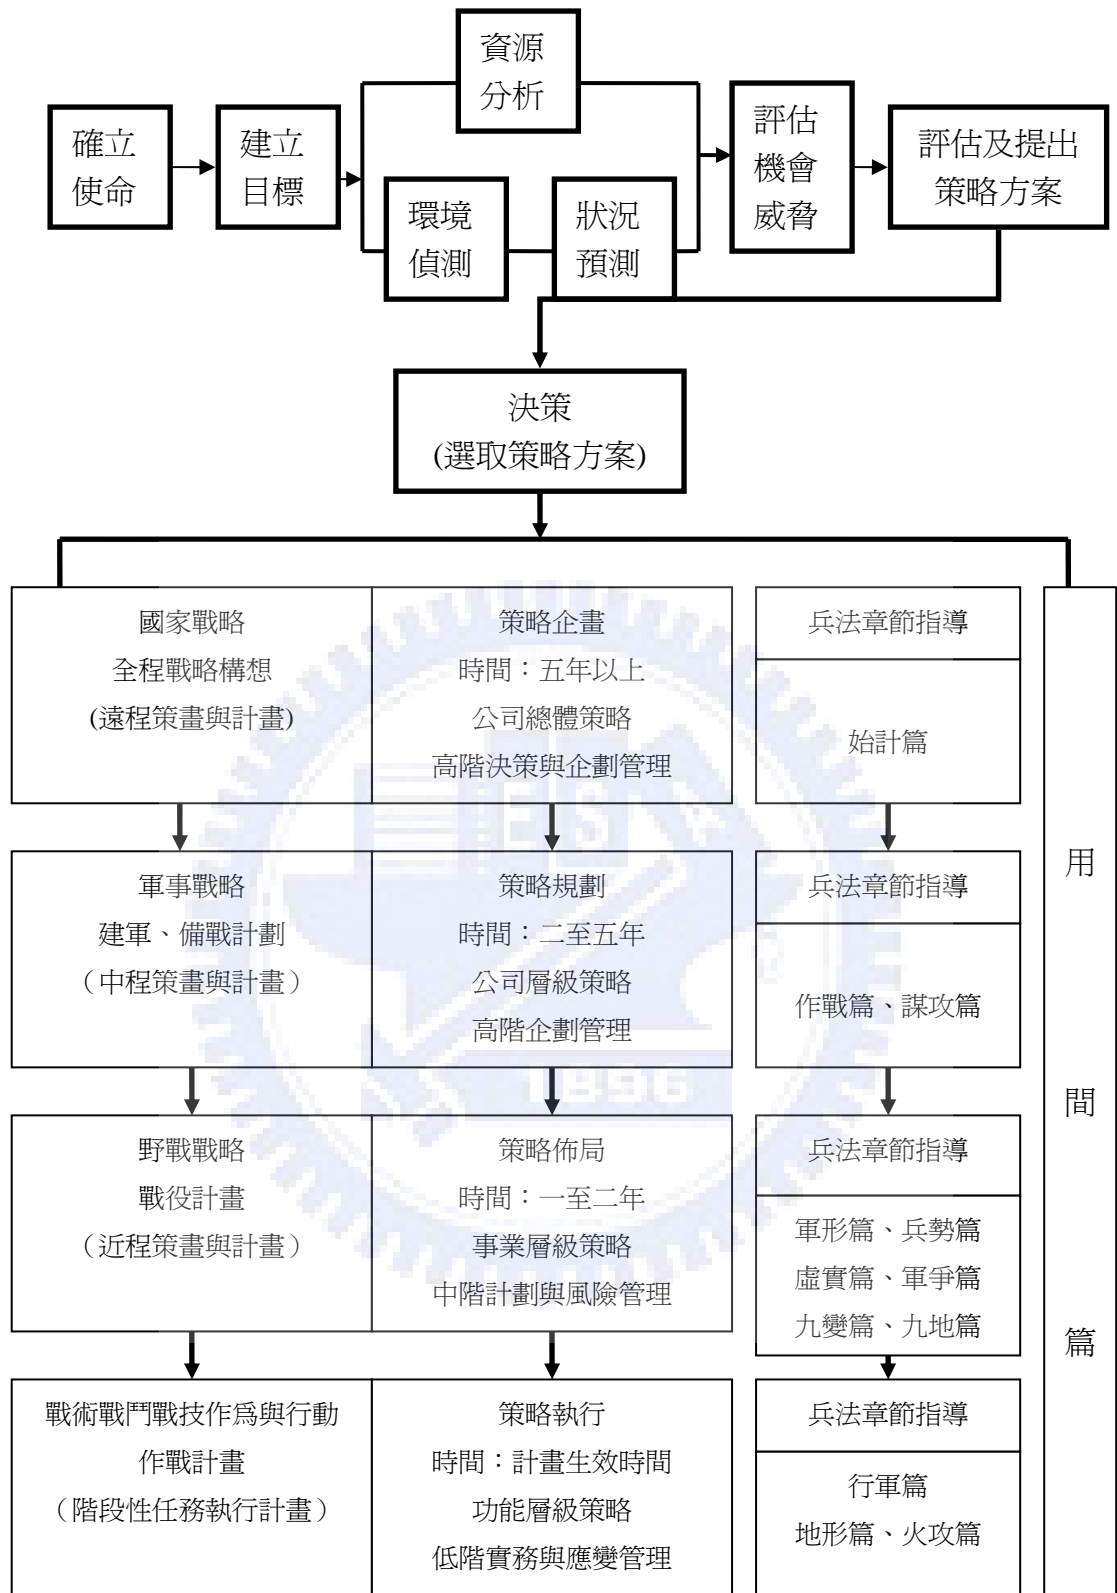 資源
分析
確立
使命
建立
目標
環境
偵測
狀況
預測
評估
機會
威脅
評估及提出
策略方案
決策
(選取策略方案)
國家戰略
全程戰略構想
(遠程策畫與計畫)
策略企畫
時間：五年以上
公司總體策略
高階決策與企劃管理
兵法章節指導
始計篇
軍事戰略
建軍、備戰計劃
（中程策畫與計畫）
策略規劃
時間：二至五年
公司層級策略
高階企劃管理
兵法章節指導
作戰篇、謀攻篇
野戰戰略
戰役計畫
（近程策畫與計畫）
策略佈局
時間：一至二年
事業層級策略
中階計劃與風險管理
兵法章節指導
軍形篇、兵勢篇
虛實篇、軍爭篇
九變篇、九地篇
戰術戰鬥戰技作為與行動
作戰計畫
（階段性任務執行計畫）
策略執行
時間：計畫生效時間
功能層級策略
低階實務與應變管理
兵法章節指導
行軍篇
地形篇、火攻篇
用間篇
ES
1896